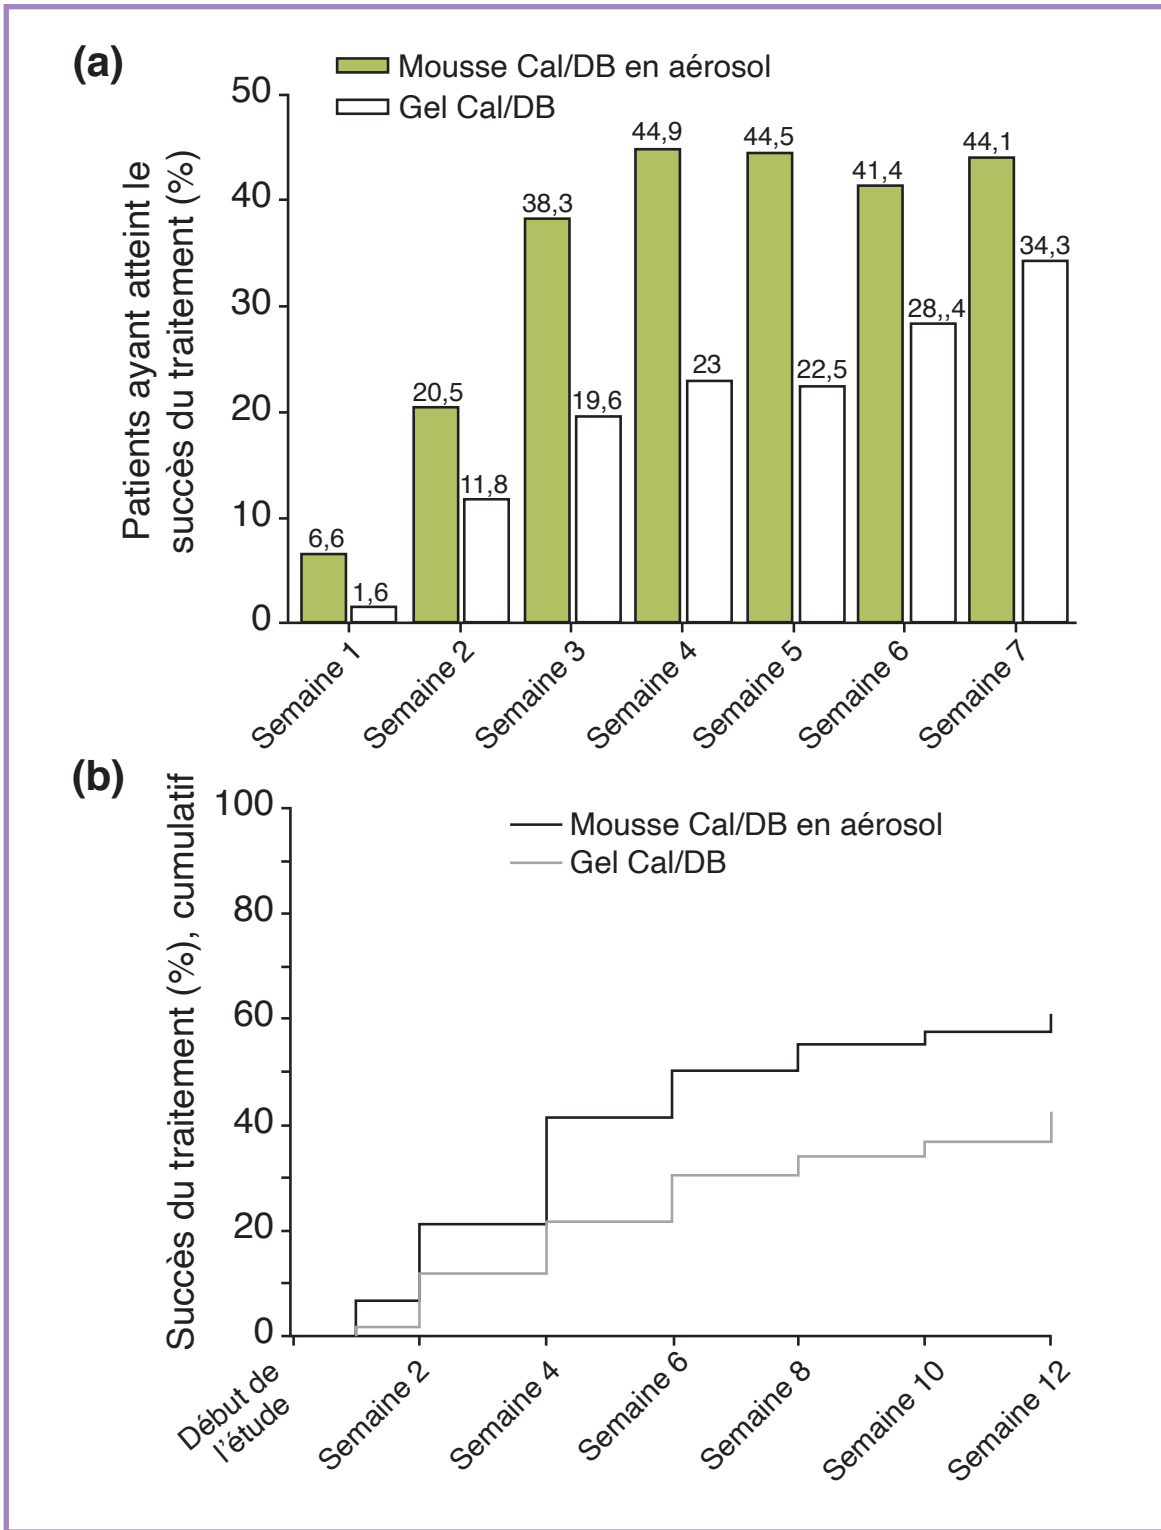 (a)
Mousse Cal/DB en aérosol
Gel Cal/DB
Patients ayant atteint le
succès du traitement (%)
50
40
30
20
10
0
6,6
1,6
20,5
11,8
38,3
19,6
44,9
23
44,5
22,5
41,4
28,,4
44,1
34,3
Semaine 1
Semaine 2
Semaine 3
Semaine 4
Semaine 5
Semaine 6
Semaine 7
(b)
Mousse Cal/DB en aérosol
Gel Cal/DB
Succès du traitement (%), cumulatif
100
80
60
40
20
0
Début de
l'étude
Semaine 2
Semaine 4
Semaine 6
Semaine 8
Semaine 10
Semaine 12